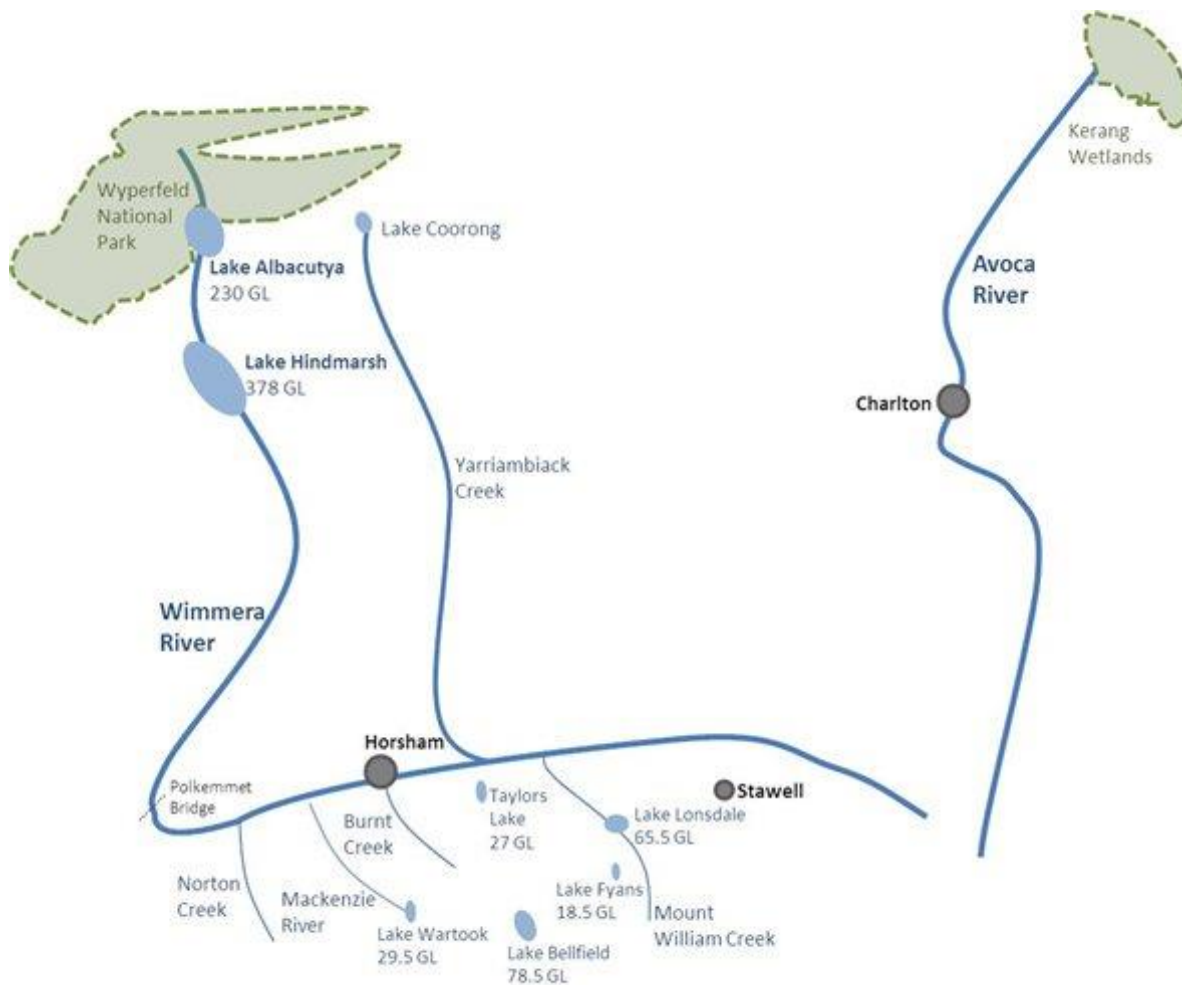 Kerang
Wetlands
Wyperfeld
National
Park
Lake Coorong
Lake Albacutya
230 GL
Avoca
River
Lake Hindmarsh
378 GL
Charlton
Yarriambiack
Creek
Wimmera
River
Horsham
Polkemmet
Bridge
Taylors
Lake
27 GL
Stawell
Lake Lonsdale
65.5 GL
Burnt
Creek
Norton
Creek
Mackenzie
River
Lake Fyans
18.5 GL
Mount
William Creek
Lake Wartook
29.5 GL
Lake Bellfield
78.5 GL